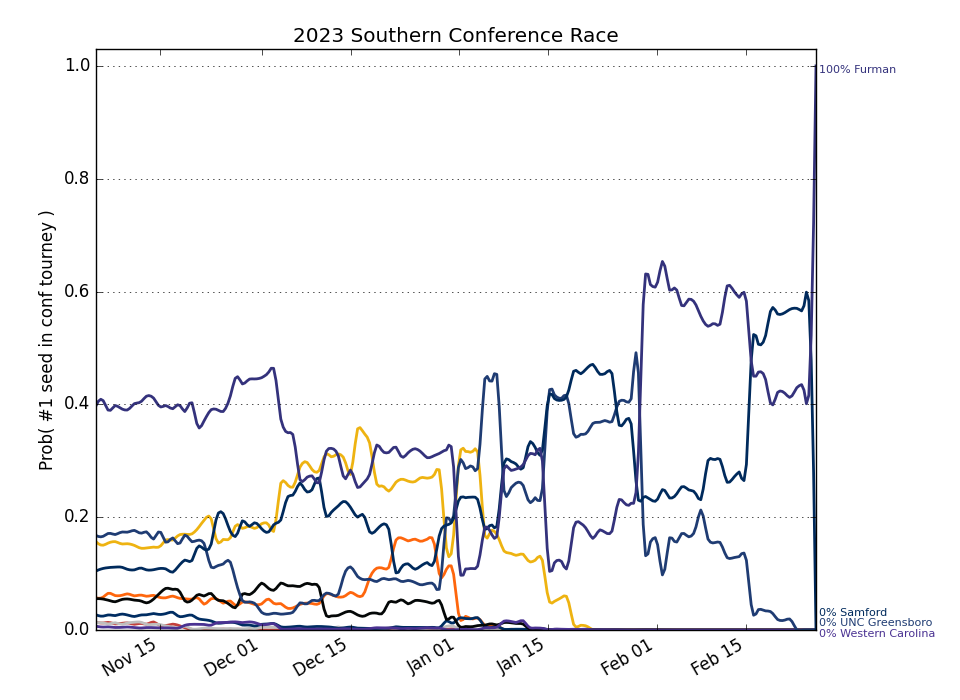 2023 Southern Conference Race
Prob( #1 seed in conf tourney )
1.0
0.8
0.6
0.4
0.2
0.0
100% Furman
0% Samford
0% UNC Greensboro
0% Western Carolina
Nov 15
Dec 01
Dec 15
Jan 01
Jan 15
Feb 01
Feb 15